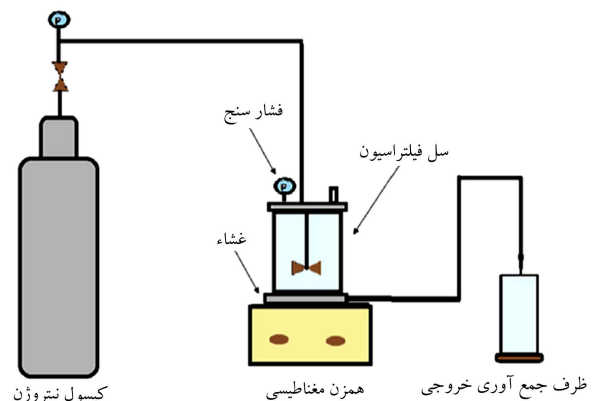 P
فشار سنج
سل فیلتراسیون
P
غشاء
کپسول نیتروژن
همزن مغناطیسی
ظرف جمع آوری خروجی